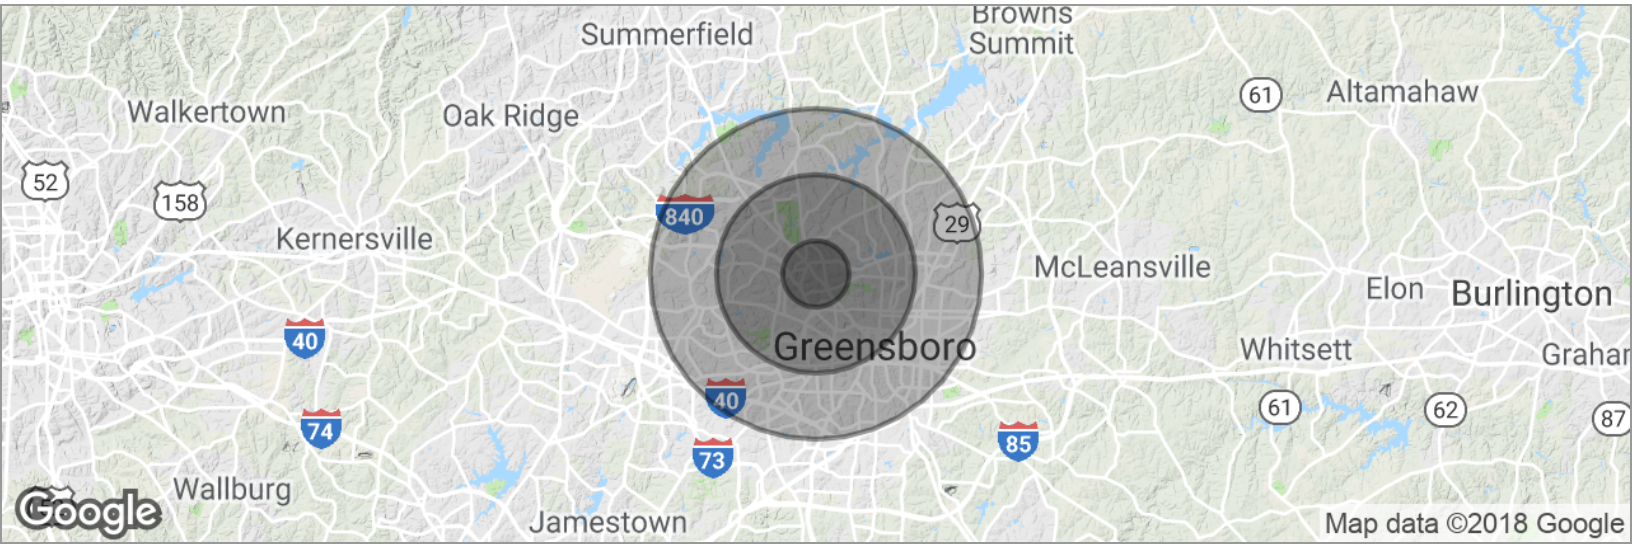 Browns
Summit
Summerfield
61
Altamahaw
Walkertown
Oak Ridge
52
158
840
29
Kernersville
McLeansville
Elon
Burlington
40
Greensboro
Whitsett
Graha
40
61
62
87
74
73
85
Wallburg
Google
Jamestown
Map data ©2018 Google